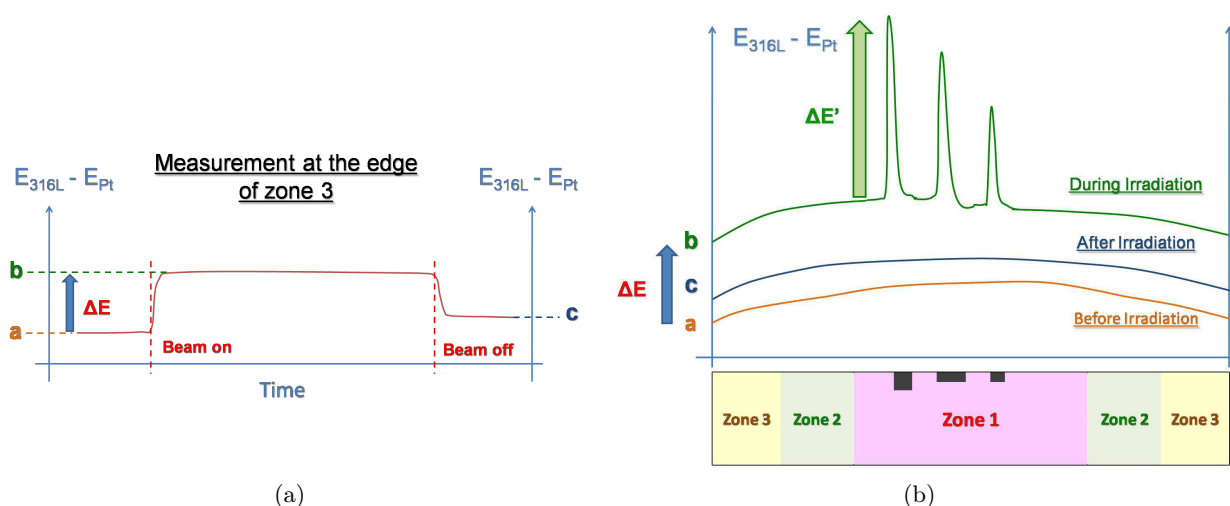 Measurement at the edge
of zone 3
E316L - EPt
E316L - EPt
b
ΔE
a
c
Beam on
Beam off
Time
(a)
E316L - EPt
ΔE’
During Irradiation
b
After Irradiation
ΔE
c
a
Before Irradiation
Zone 3
Zone 2
Zone 1
Zone 2
Zone 3
(b)